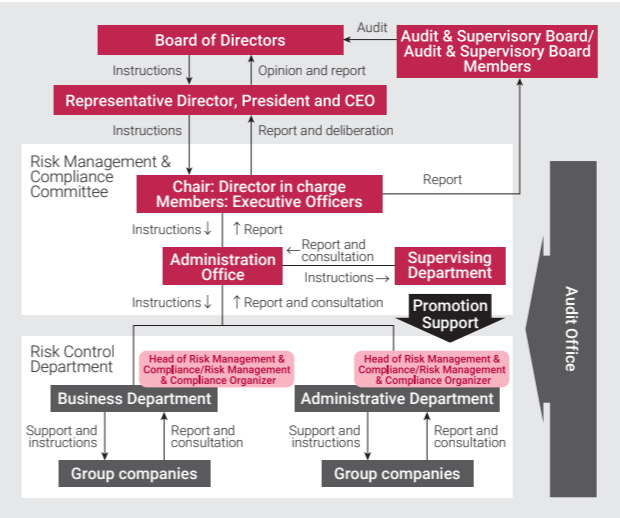 Board of Directors
Audit
Audit & Supervisory Board/
Audit & Supervisory Board
Members
Instructions
Opinion and report
Representative Director, President and CEO
Instructions
Report and deliberation
Risk Management &
Compliance
Committee
Chair: Director in charge
Members: Executive Officers
Report
Instructions↓
↑Report
Administration
Office
←Report and
consultation
Instructions→
Supervising
Department
Instructions↓
↑Report and consultation
Promotion
Support
Audit Office
Risk Control
Department
Head of Risk Management &
Compliance/Risk Management
& Compliance Organizer
Business Department
Head of Risk Management &
Compliance/Risk Management
& Compliance Organizer
Administrative Department
Support and
instructions
Report and
consultation
Support and
instructions
Report and
consultation
Group companies
Group companies